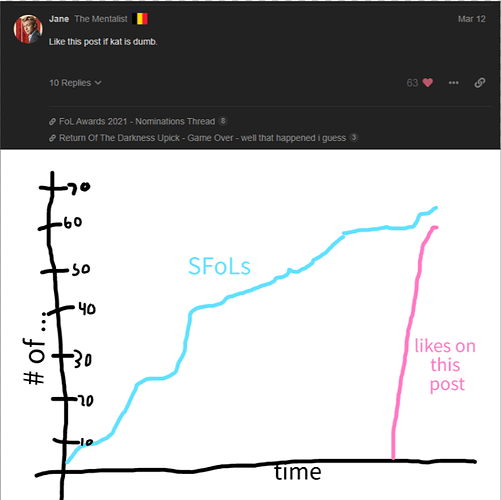 Jane The Mentalist Mar 12
Like this post if kat is dumb.
10 Replies 63
FoL Awards 2021 - Nominations Thread 8
Return Of The Darkness Upick - Game Over - well that happened i guess 3
70
60
50
40
30
20
10
# of ...
SFoLs
likes on
this
post
time